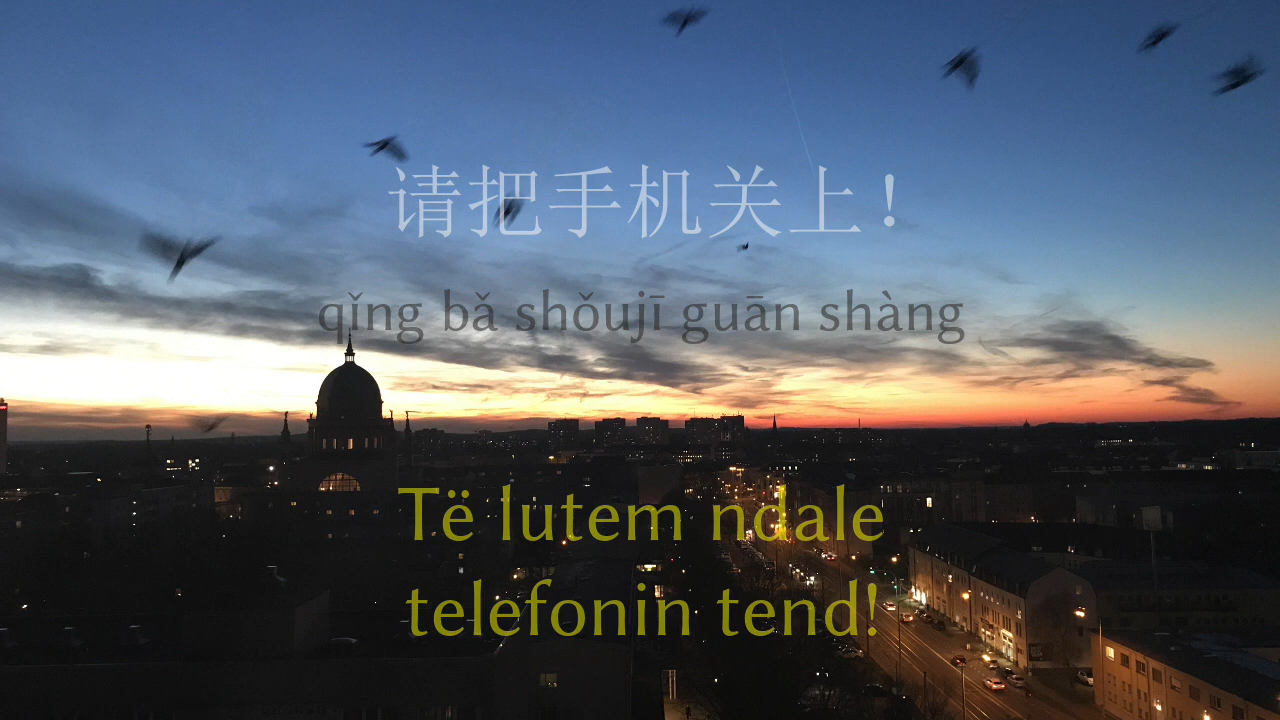 请把手机关上！
qǐng bǎ shǒujī guān shàng
Të lutem ndale
telefonin tend!